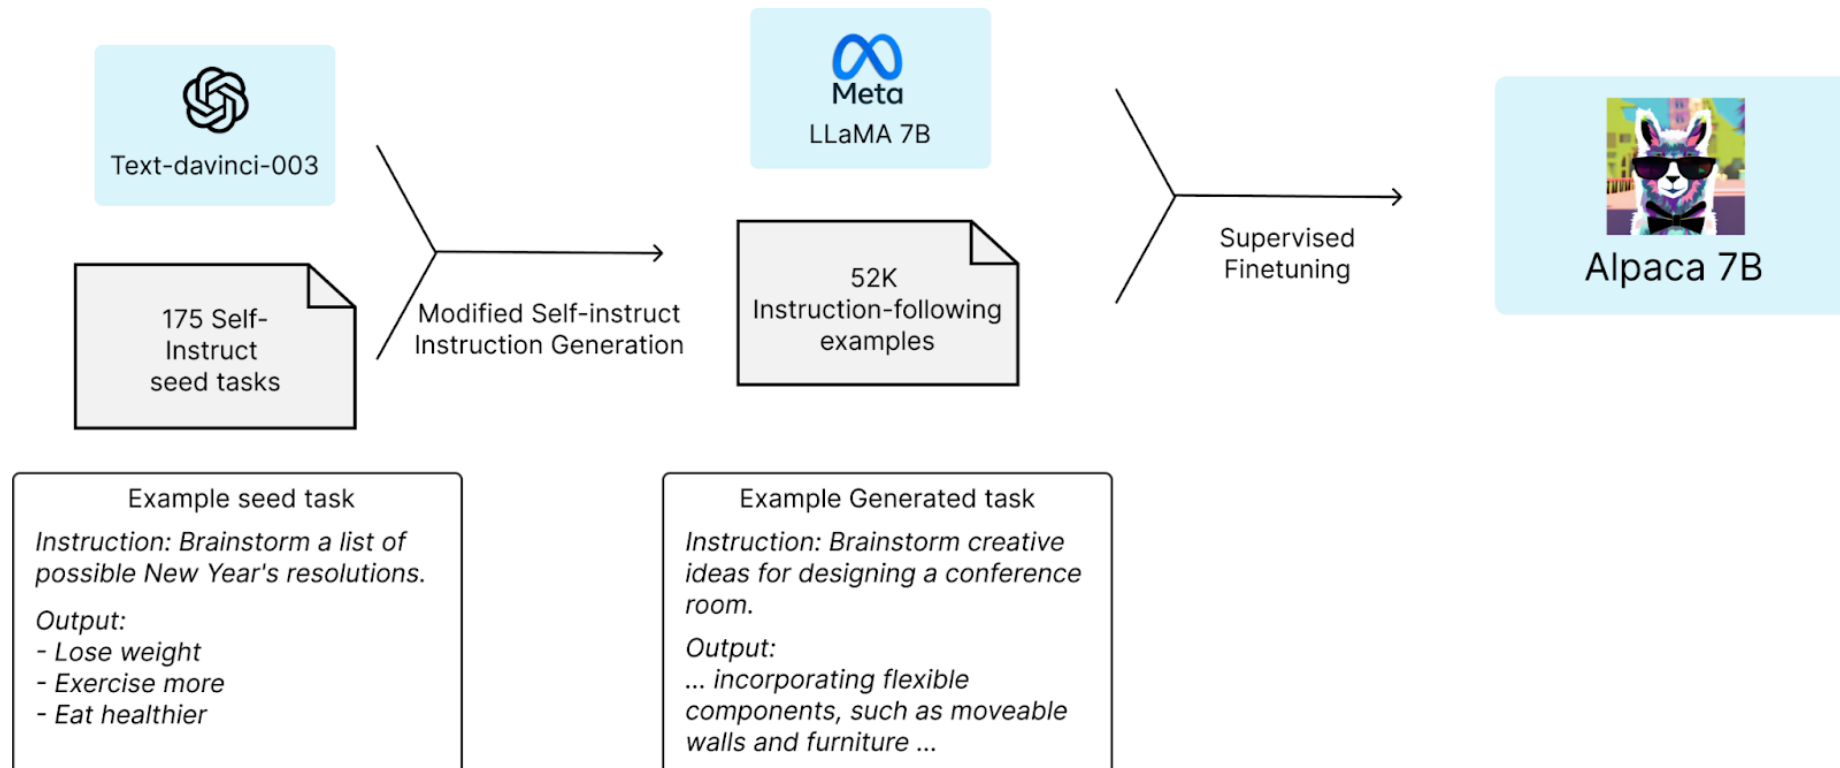 Text-davinci-003
175 Self-
Instruct
seed tasks
Modified Self-instruct
Instruction Generation
Meta
LLaMA 7B
52K
Instruction-following
examples
Supervised
Finetuning
Alpaca 7B
Example seed task
Instruction: Brainstorm a list of
possible New Year's resolutions.
Output:
- Lose weight
- Exercise more
- Eat healthier
Example Generated task
Instruction: Brainstorm creative
ideas for designing a conference
room.
Output:
... incorporating flexible
components, such as moveable
walls and furniture ...